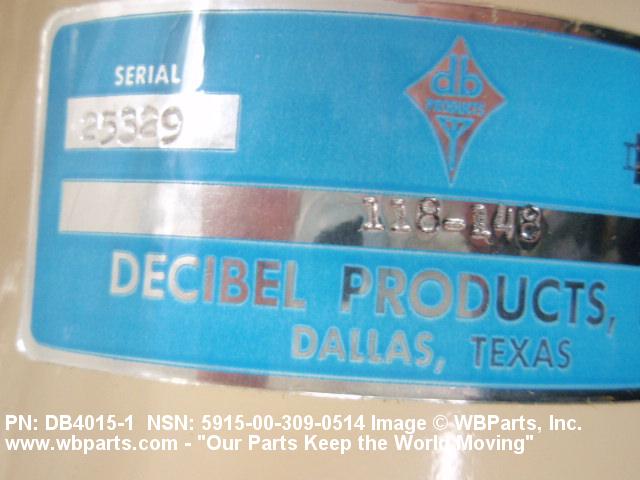 SERIAL
25329
db
PRODUCTS
118-148
DECIBEL PRODUCTS,
DALLAS, TEXAS
PN: DB4015-1 NSN: 5915-00-309-0514 Image © WBParts, Inc.
www.wbparts.com - "Our Parts Keep the World Moving"